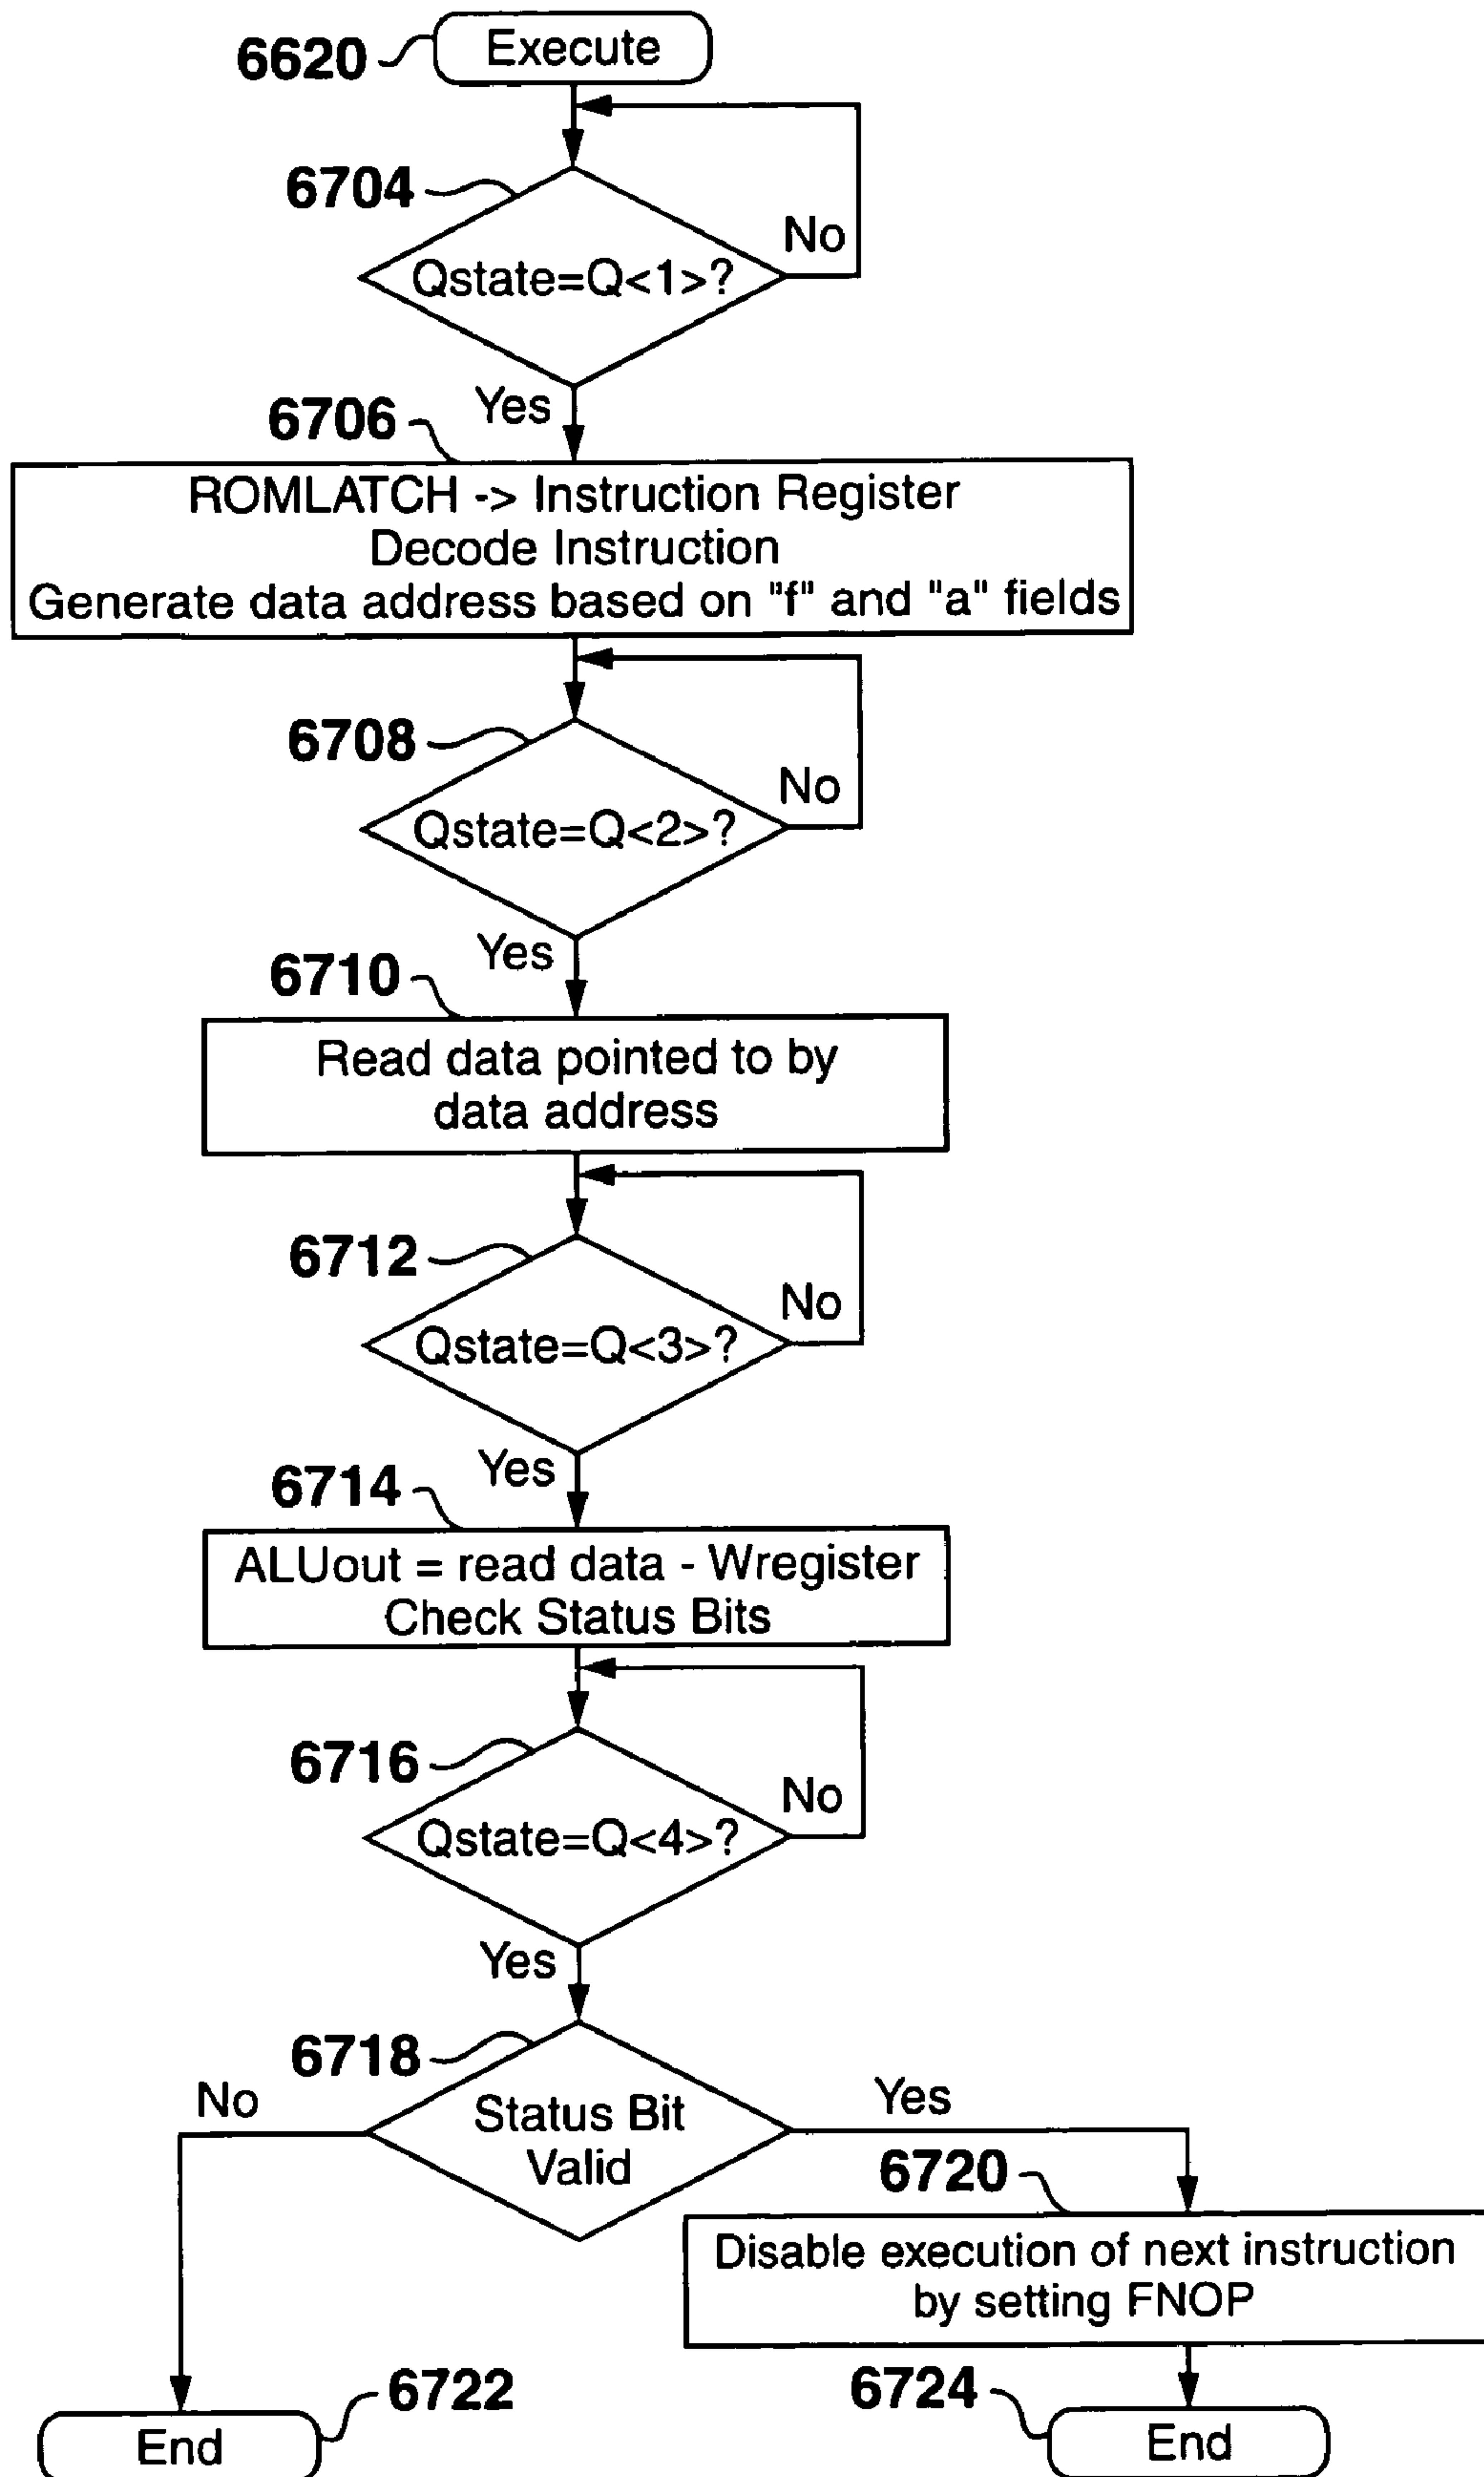 6620
Execute
6704
No
Qstate=Q<1>?
Yes
6706
ROMLATCH -> Instruction Register
Decode Instruction
Generate data address based on "f" and "a" fields
6708
No
Qstate=Q<2>?
Yes
6710
Read data pointed to by
data address
6712
No
Qstate=Q<3>?
Yes
6714
ALUout = read data - Wregister
Check Status Bits
6716
No
Qstate=Q<4>?
Yes
6718
No
Status Bit
Valid
Yes
6720
Disable execution of next instruction
by setting FNOP
6722
End
6724
End